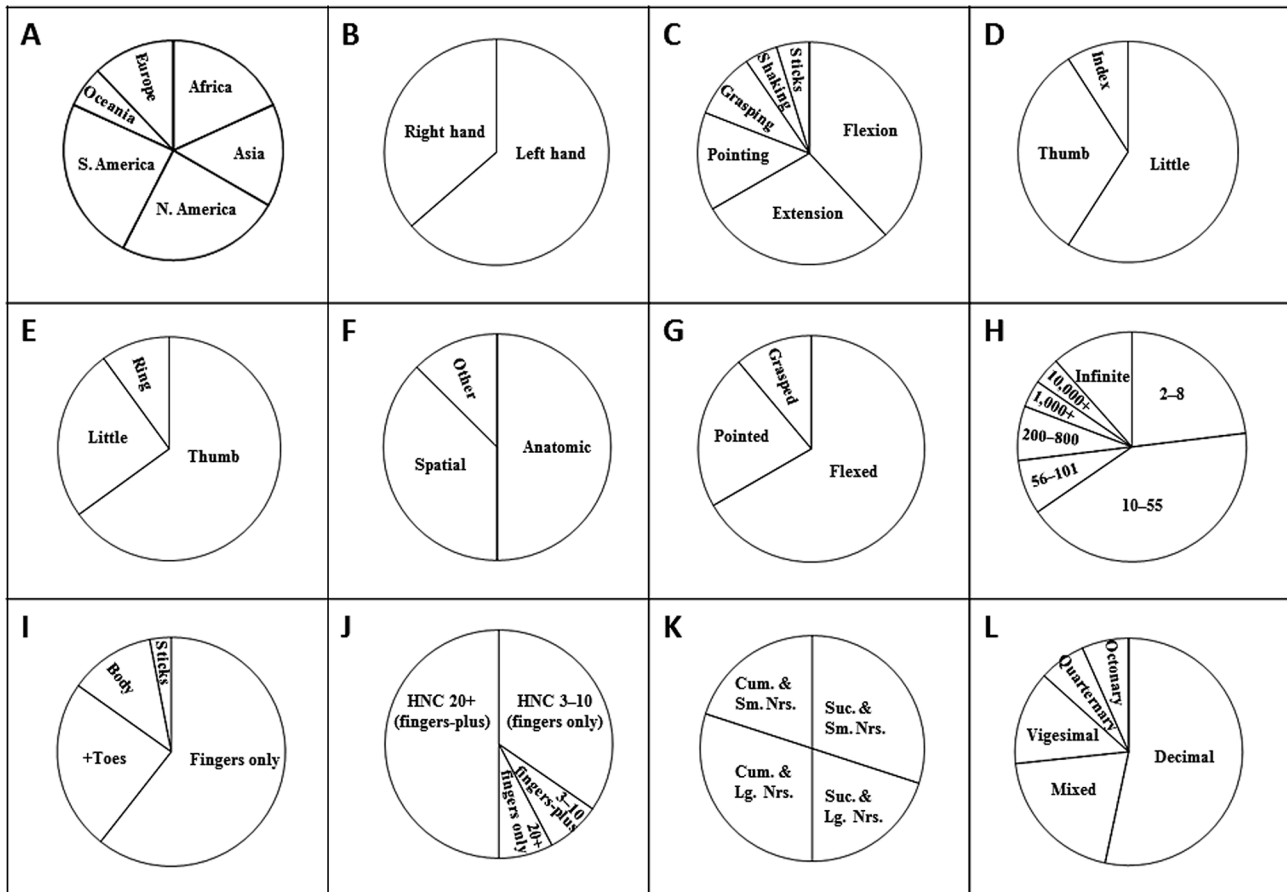 A
Europe
Africa
Oceania
Asia
S. America
N. America
B
Right hand
Left hand
C
Sticks
Shaking
Grasping
Flexion
Pointing
Extension
D
Index
Thumb
Little
E
Ring
Little
Thumb
F
Other
Spatial
Anatomic
G
Grasped
Pointed
Flexed
H
Infinite
2–8
10,000+
1,000+
200–800
56–101
10–55
I
Sticks
Body
+Toes
Fingers only
J
HNC 20+
(fingers-plus)
HNC 3–10
(fingers only)
3–10
fingers-plus
20+
fingers only
K
Cum. &
Sm. Nrs.
Suc. &
Sm. Nrs.
Cum. &
Lg. Nrs.
Suc. &
Lg. Nrs.
L
Octonary
Quarternary
Vigesimal
Decimal
Mixed